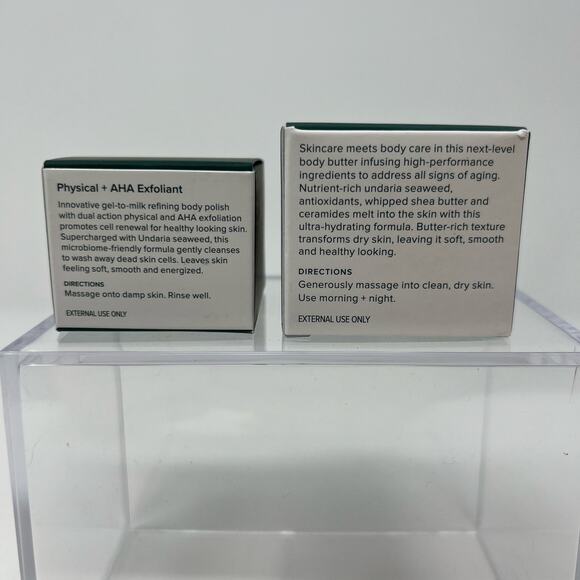 Physical + AHA Exfoliant
Innovative gel-to-milk refining body polish
with dual action physical and AHA exfoliation
promotes cell renewal for healthy looking skin.
Supercharged with Undaria seaweed, this
microbiome-friendly formula gently cleanses
to wash away dead skin cells. Leaves skin
feeling soft, smooth and energized.
DIRECTIONS
Massage onto damp skin. Rinse well.
EXTERNAL USE ONLY
Skincare meets body care in this next-level
body butter infusing high-performance
ingredients to address all signs of aging.
Nutrient-rich undaria seaweed,
antioxidants, whipped shea butter and
ceramides melt into the skin with this
ultra-hydrating formula. Butter-rich texture
transforms dry skin, leaving it soft, smooth
and healthy looking.
DIRECTIONS
Generously massage into clean, dry skin.
Use morning + night.
EXTERNAL USE ONLY